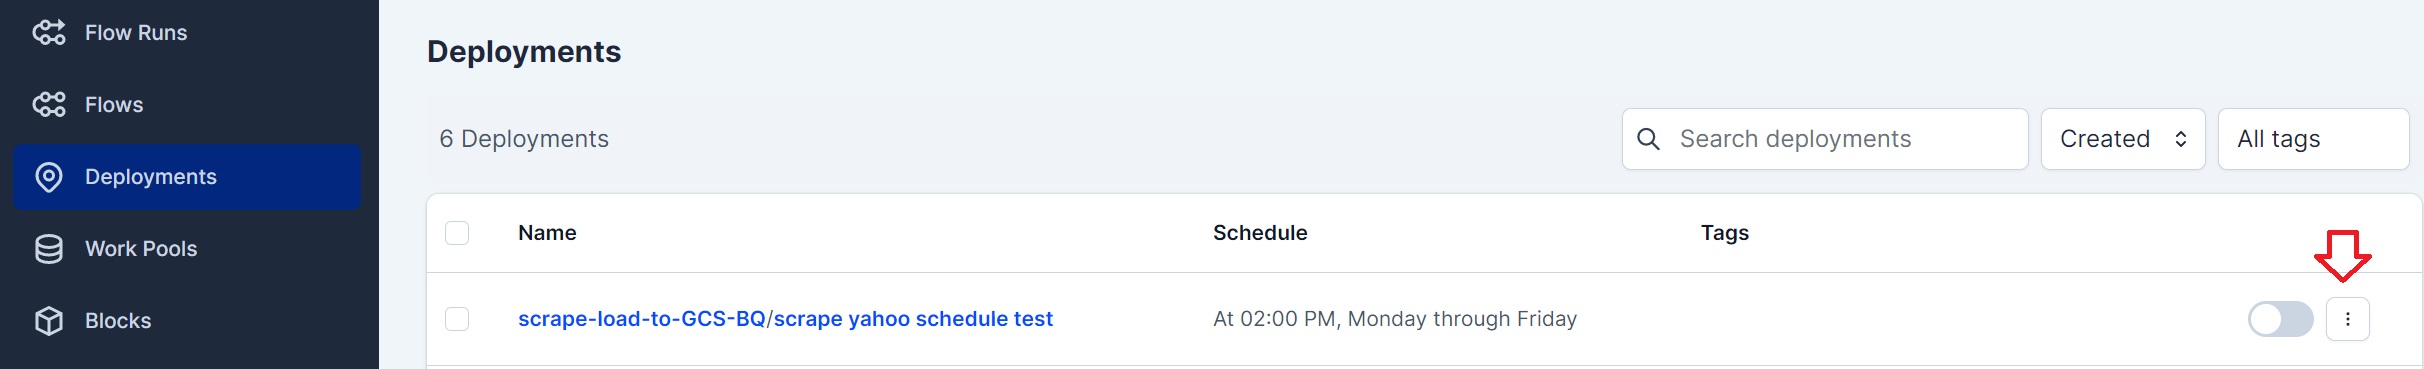 Flow Runs
Flows
Deployments
Work Pools
Blocks
Deployments
6 Deployments
Search deployments
Created
All tags
Name Schedule Tags
scrape-load-to-GCS-BQ/scrape yahoo schedule test At 02:00 PM, Monday through Friday